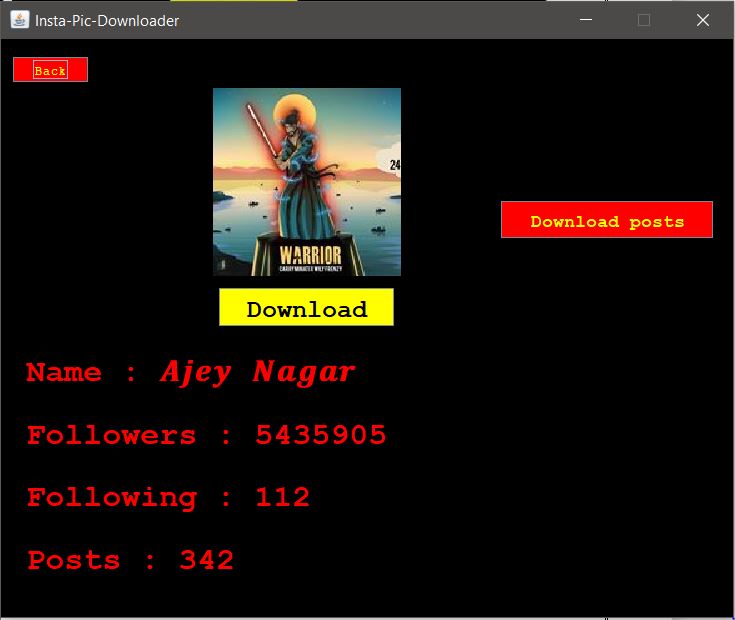 Insta-Pic-Downloader
Back
24
WARRIOR
CARRYMINATI X WILY FRENZY
Download posts
Download
Name : Ajey Nagar
Followers : 5435905
Following : 112
Posts : 342